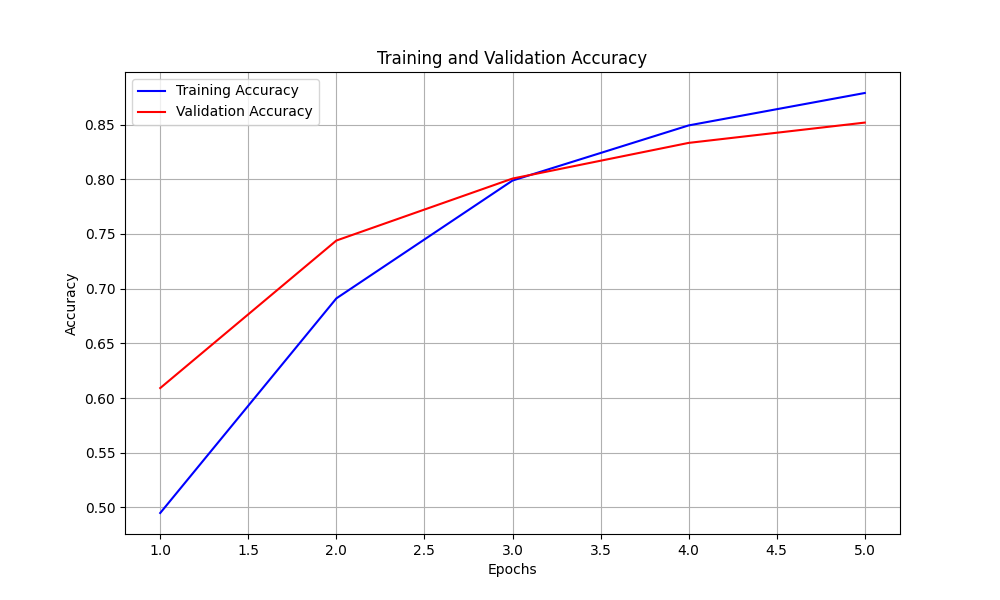 Training and Validation Accuracy
Training Accuracy
Validation Accuracy
Accuracy
0.85
0.80
0.75
0.70
0.65
0.60
0.55
0.50
1.0 1.5 2.0 2.5 3.0 3.5 4.0 4.5 5.0
Epochs